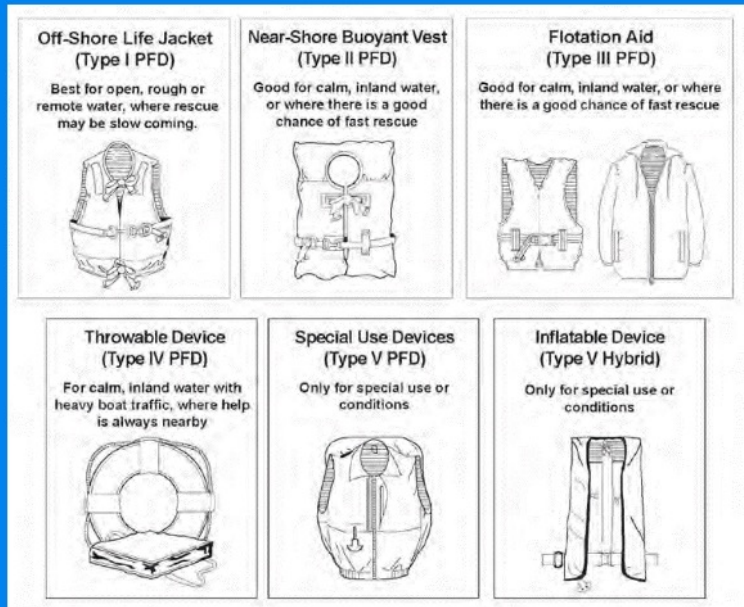 Off-Shore Life Jacket
(Type I PFD)
Best for open, rough or
remote water, where rescue
may be slow coming.
Near-Shore Buoyant Vest
(Type II PFD)
Good for calm, inland water,
or where there is a good
chance of fast rescue
Flotation Aid
(Type III PFD)
Good for calm, inland water, or where
there is a good chance of fast rescue
Throwable Device
(Type IV PFD)
For calm, inland water with
heavy boat traffic, where help
is always nearby
Special Use Devices
(Type V PFD)
Only for special use or
conditions
Inflatable Device
(Type V Hybrid)
Only for special use or
conditions